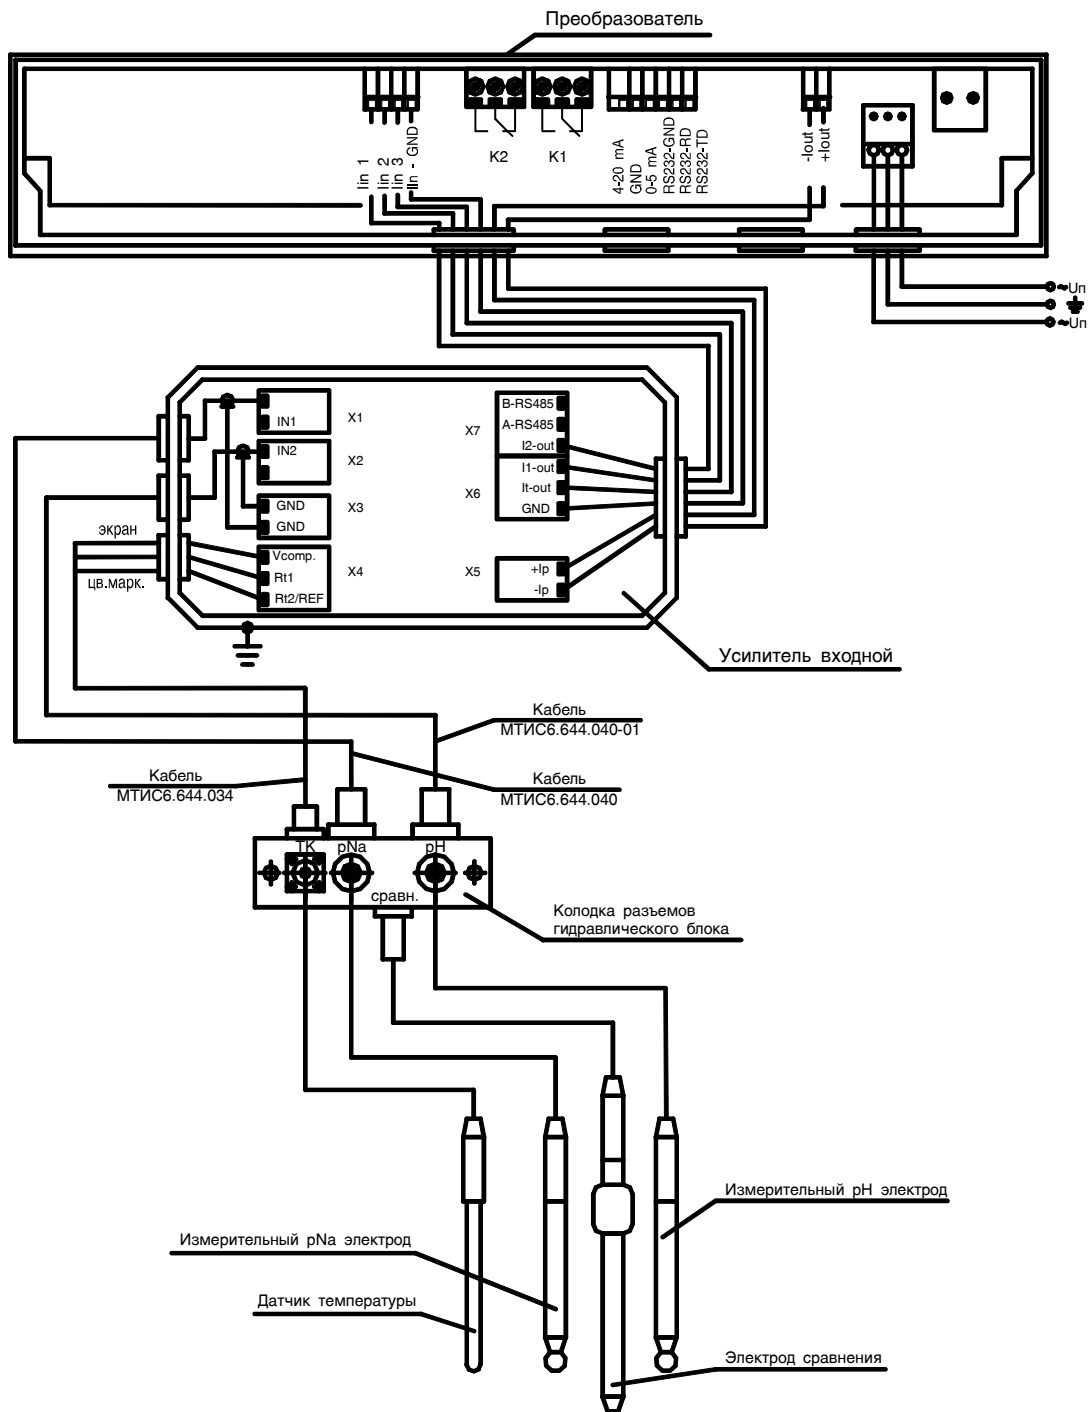 Преобразователь
Iin 1
Iin 2
Iin 3
IIn - GND
K2
K1
4-20 mA
GND
0-5 mA
RS232-GND
RS232-RD
RS232-TD
-Iout
+Iout
~Uп
~Uп
IN1
X1
IN2
X2
GND
GND
X3
экран
цв.марк.
Vcomp.
Rt1
Rt2/REF
X4
B-RS485
A-RS485
I2-out
X7
I1-out
It-out
GND
X6
+Ip
-Ip
X5
Усилитель входной
Кабель
МТИС6.644.040-01
Кабель
МТИС6.644.034
Кабель
МТИС6.644.040
ТК
pNa
pH
сравн.
Колодка разъемов
гидравлического блока
Измерительный pH электрод
Измерительный pNa электрод
Датчик температуры
Электрод сравнения